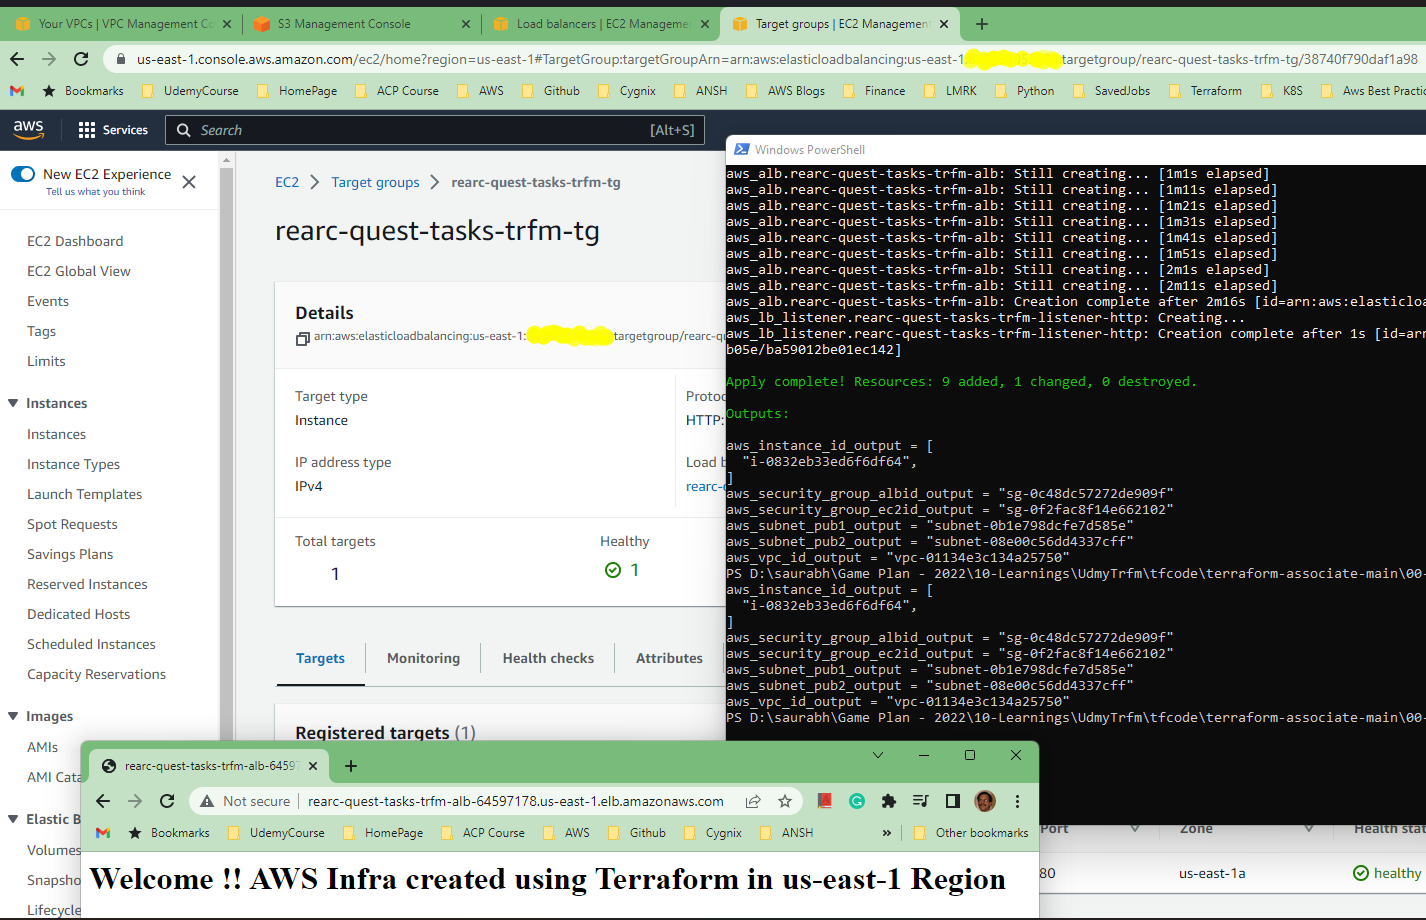 Your VPCs | VPC Management Co
S3 Management Console
Load balancers | EC2 Managemen
Target groups | EC2 Management
us-east-1.console.aws.amazon.com/ec2/home?region=us-east-1#TargetGroup:targetGroupArn=arn:aws:elasticloadbalancing:us-east-1
targetgroup/rearc-quest-tasks-trfm-tg/38740f790daf1a98
Bookmarks UdemyCourse HomePage ACP Course AWS Github Cygnix ANSH AWS Blogs Finance LMRK Python SavedJobs Terraform K8S Aws Best Practic
aws Services Search [Alt+S]
New EC2 Experience
Tell us what you think
EC2 Dashboard
EC2 Global View
Events
Tags
Limits
Instances
Instances
Instance Types
Launch Templates
Spot Requests
Savings Plans
Reserved Instances
Dedicated Hosts
Scheduled Instances
Capacity Reservations
Images
AMIs
AMI Cata
Elastic B
Volumes
Snapsho
Lifecycle
EC2 > Target groups > rearc-quest-tasks-trfm-tg
rearc-quest-tasks-trfm-tg
Details
arn:aws:elasticloadbalancing:us-east-1: targetgroup/rearc-qu
Target type
Instance
Protoc
HTTP:
IP address type
IPv4
Load b
rearc-q
Total targets
1
Healthy
1
Targets Monitoring Health checks Attributes
Registered targets (1)
Windows PowerShell
aws_alb.rearc-quest-tasks-trfm-alb: Still creating... [1m1s elapsed]
aws_alb.rearc-quest-tasks-trfm-alb: Still creating... [1m11s elapsed]
aws_alb.rearc-quest-tasks-trfm-alb: Still creating... [1m21s elapsed]
aws_alb.rearc-quest-tasks-trfm-alb: Still creating... [1m31s elapsed]
aws_alb.rearc-quest-tasks-trfm-alb: Still creating... [1m41s elapsed]
aws_alb.rearc-quest-tasks-trfm-alb: Still creating... [1m51s elapsed]
aws_alb.rearc-quest-tasks-trfm-alb: Still creating... [2m1s elapsed]
aws_alb.rearc-quest-tasks-trfm-alb: Still creating... [2m11s elapsed]
aws_alb.rearc-quest-tasks-trfm-alb: Creation complete after 2m16s [id=arn:aws:elasticloa
aws_lb_listener.rearc-quest-tasks-trfm-listener-http: Creating...
aws_lb_listener.rearc-quest-tasks-trfm-listener-http: Creation complete after 1s [id=arn
b05e/ba59012be01ec142]
Apply complete! Resources: 9 added, 1 changed, 0 destroyed.
Outputs:
aws_instance_id_output = [
"i-0832eb33ed6f6df64",
]
aws_security_group_albid_output = "sg-0c48dc57272de909f"
aws_security_group_ec2id_output = "sg-0f2fac8f14e662102"
aws_subnet_pub1_output = "subnet-0b1e798dcfe7d585e"
aws_subnet_pub2_output = "subnet-08e00c56dd4337cff"
aws_vpc_id_output = "vpc-01134e3c134a25750"
PS D:\saurabh\Game Plan - 2022\10-Learnings\UdmyTrfm\tfcode\terraform-associate-main\00-
aws_instance_id_output = [
"i-0832eb33ed6f6df64",
]
aws_security_group_albid_output = "sg-0c48dc57272de909f"
aws_security_group_ec2id_output = "sg-0f2fac8f14e662102"
aws_subnet_pub1_output = "subnet-0b1e798dcfe7d585e"
aws_subnet_pub2_output = "subnet-08e00c56dd4337cff"
aws_vpc_id_output = "vpc-01134e3c134a25750"
PS D:\saurabh\Game Plan - 2022\10-Learnings\UdmyTrfm\tfcode\terraform-associate-main\00-
Port Zone Health stat
80 us-east-1a healthy
rearc-quest-tasks-trfm-alb-64597
Not secure rearc-quest-tasks-trfm-alb-64597178.us-east-1.elb.amazonaws.com
Bookmarks UdemyCourse HomePage ACP Course AWS Github Cygnix ANSH » Other bookmarks
Welcome !! AWS Infra created using Terraform in us-east-1 Region